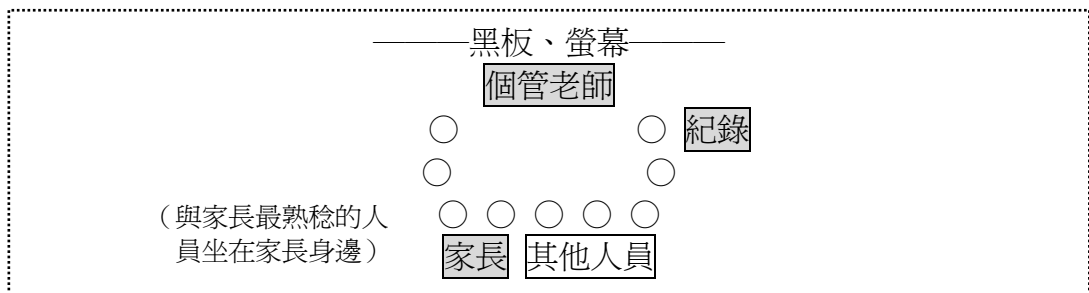 ———黑板、螢幕———
個管老師
紀錄
（與家長最熟稔的人
員坐在家長身邊）
家長 其他人員